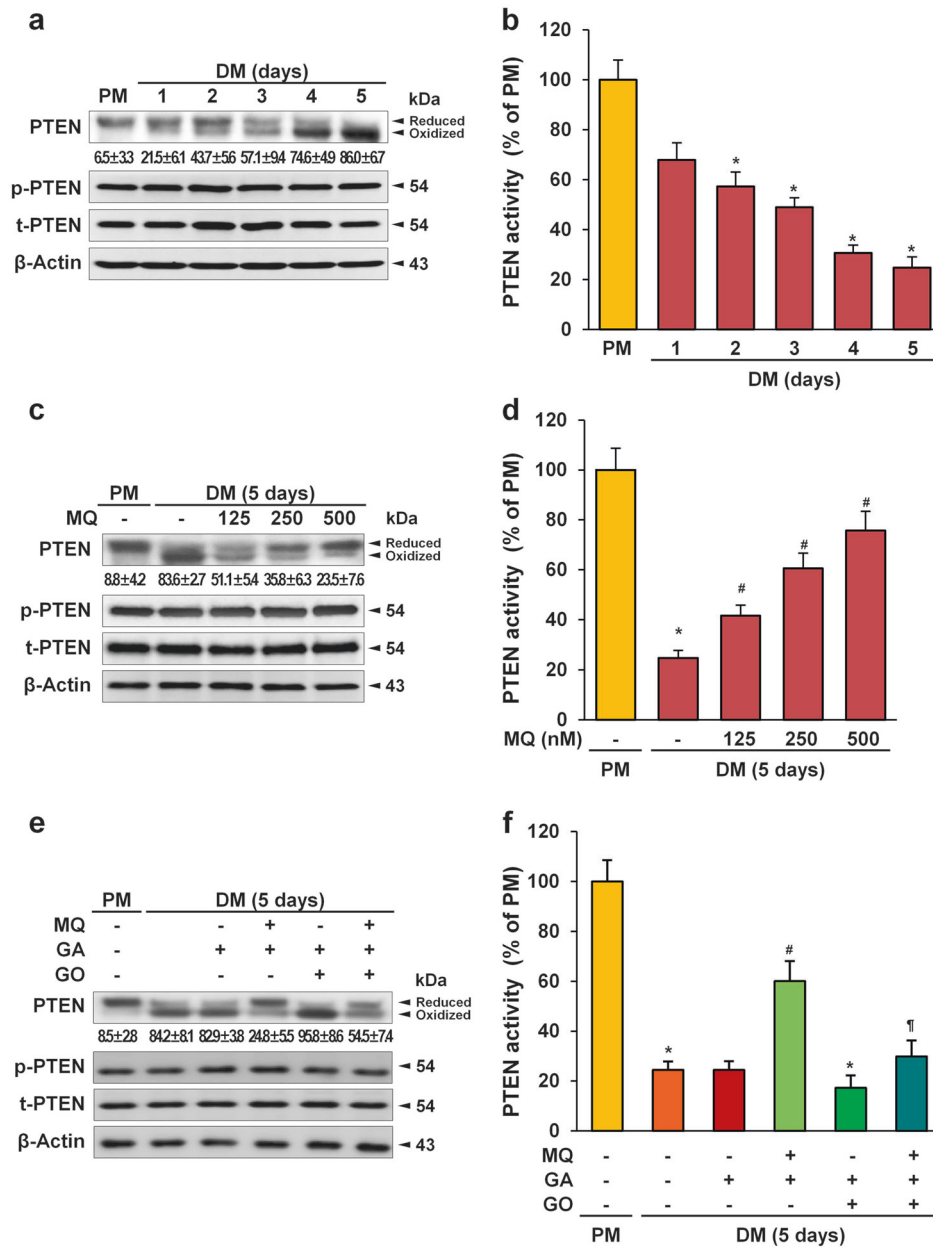 a
DM (days)
PM 1 2 3 4 5 kDa
PTEN Reduced
Oxidized
6.5±3.3 21.5±6.1 43.7±5.6 57.1±9.4 74.6±4.9 86.0±6.7
p-PTEN 54
t-PTEN 54
β-Actin 43
b
PTEN activity (% of PM)
120
100
80
60
40
20
0
* * * *
PM 1 2 3 4 5
DM (days)
c
PM DM (5 days)
MQ - - 125 250 500 kDa
PTEN Reduced
Oxidized
8.8±4.2 83.6±2.7 51.1±5.4 35.8±6.3 23.5±7.6
p-PTEN 54
t-PTEN 54
β-Actin 43
d
PTEN activity (% of PM)
120
100
80
60
40
20
0
* # # #
MQ (nM) - - 125 250 500
PM DM (5 days)
e
PM DM (5 days)
MQ - - - + - +
GA - - + + + +
GO - - - - + +
kDa
PTEN Reduced
Oxidized
8.5±2.8 84.2±8.1 82.9±3.8 24.8±5.5 95.8±8.6 54.5±7.4
p-PTEN 54
t-PTEN 54
β-Actin 43
f
PTEN activity (% of PM)
120
100
80
60
40
20
0
* # * ¶
MQ - - - + - +
GA - - + + + +
GO - - - - + +
PM DM (5 days)